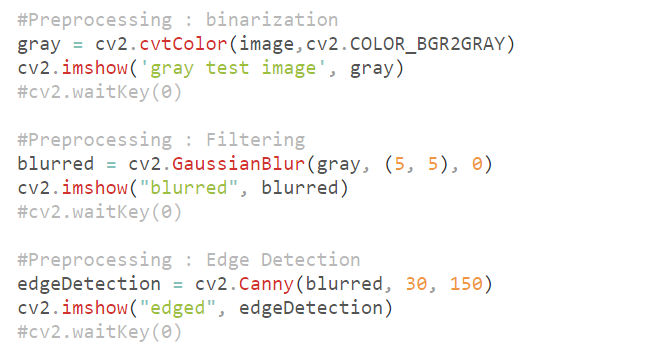 #Preprocessing : binarization
gray = cv2.cvtColor(image,cv2.COLOR_BGR2GRAY)
cv2.imshow('gray test image', gray)
#cv2.waitKey(0)
#Preprocessing : Filtering
blurred = cv2.GaussianBlur(gray, (5, 5), 0)
cv2.imshow("blurred", blurred)
#cv2.waitKey(0)
#Preprocessing : Edge Detection
edgeDetection = cv2.Canny(blurred, 30, 150)
cv2.imshow("edged", edgeDetection)
#cv2.waitKey(0)